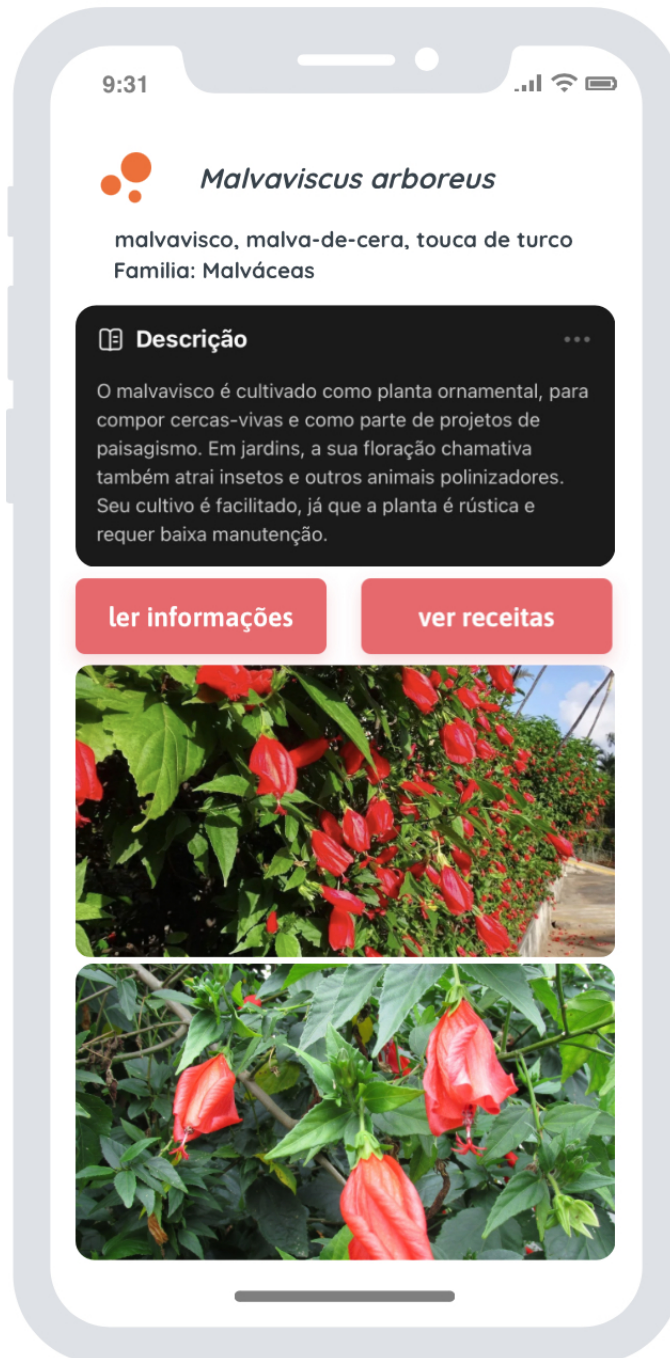 9:31
Malvaviscus arboreus
malvavisco, malva-de-cera, touca de turco
Familia: Malváceas
Descrição
O malvavisco é cultivado como planta ornamental, para
compor cercas-vivas e como parte de projetos de
paisagismo. Em jardins, a sua floração chamativa
também atrai insetos e outros animais polinizadores.
Seu cultivo é facilitado, já que a planta é rústica e
requer baixa manutenção.
ler informações
ver receitas